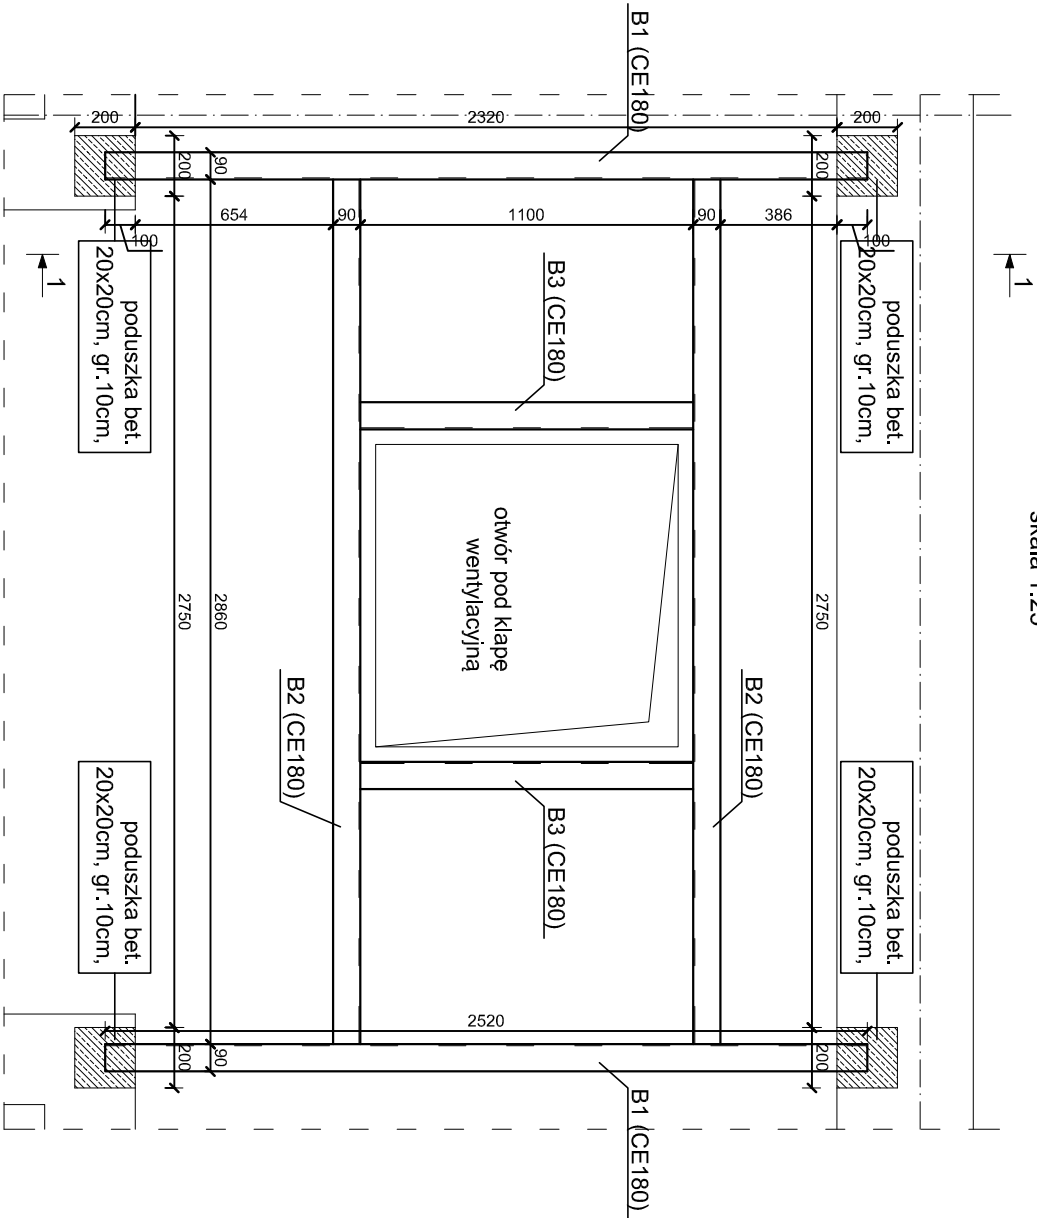 skala 1:25
B1 (CE180)
200
2320
200
200
90
200
654
90
1100
90
386
100
100
1
1
poduszka bet.
20x20cm, gr.10cm,
poduszka bet.
20x20cm, gr.10cm,
B3 (CE180)
otwór pod klapę
wentylacyjną
2750
2860
2750
B2 (CE180)
B2 (CE180)
B3 (CE180)
poduszka bet.
20x20cm, gr.10cm,
poduszka bet.
20x20cm, gr.10cm,
2520
200
90
200
B1 (CE180)